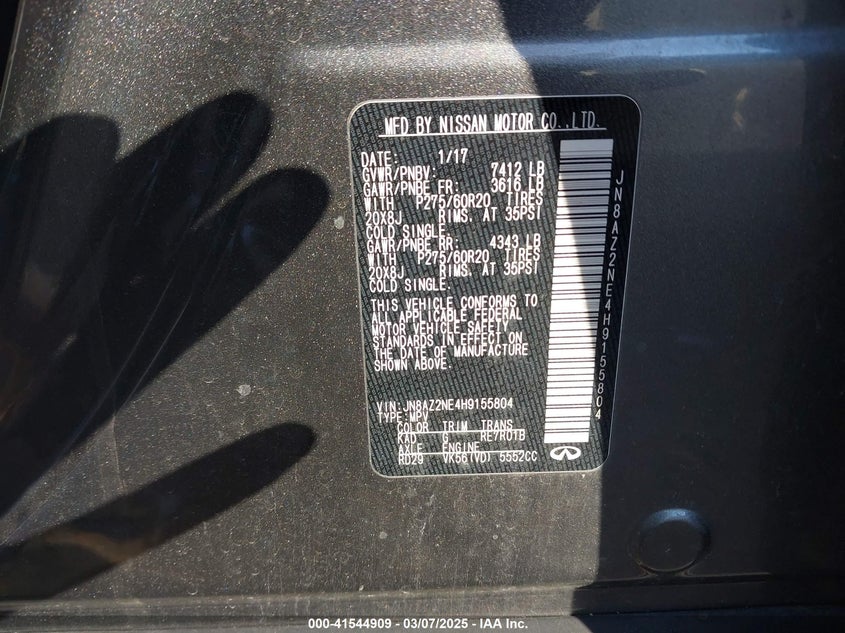 MFD BY NISSAN MOTOR CO.,LTD.
DATE: 1/17
GVWR/PNBV: 7412 LB
GAWR/PNBE FR: 3616 LB
WITH P275/60R20 TIRES
20X8J RIMS. AT 35PSI
COLD SINGLE.
GAWR/PNBE RR: 4343 LB
WITH P275/60R20 TIRES
20X8J RIMS. AT 35PSI
COLD SINGLE.
THIS VEHICLE CONFORMS TO
ALL APPLICABLE FEDERAL
MOTOR VEHICLE SAFETY
STANDARDS IN EFFECT ON
THE DATE OF MANUFACTURE
SHOWN ABOVE.
VIN: JN8AZ2NE4H9155804
TYPE: MPV
COLOR TRIM TRANS
KAD G RE7R01B
AXLE ENGINE
RD29 VK56(VD) 5552CC
JN8AZ2NE4H9155804
000-41544909 - 03/07/2025 - IAA Inc.